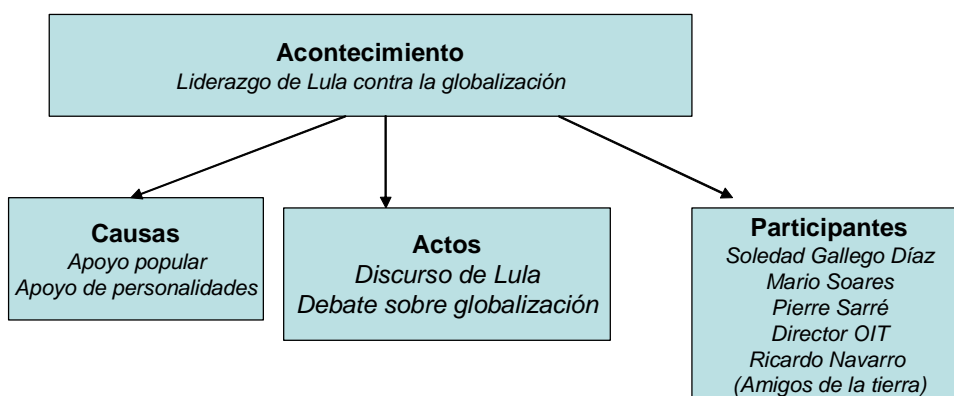 Acontecimiento
Liderazgo de Lula contra la globalización
Causas
Apoyo popular
Apoyo de personalidades
Actos
Discurso de Lula
Debate sobre globalización
Participantes
Soledad Gallego Díaz
Mario Soares
Pierre Sarré
Director OIT
Ricardo Navarro
(Amigos de la tierra)